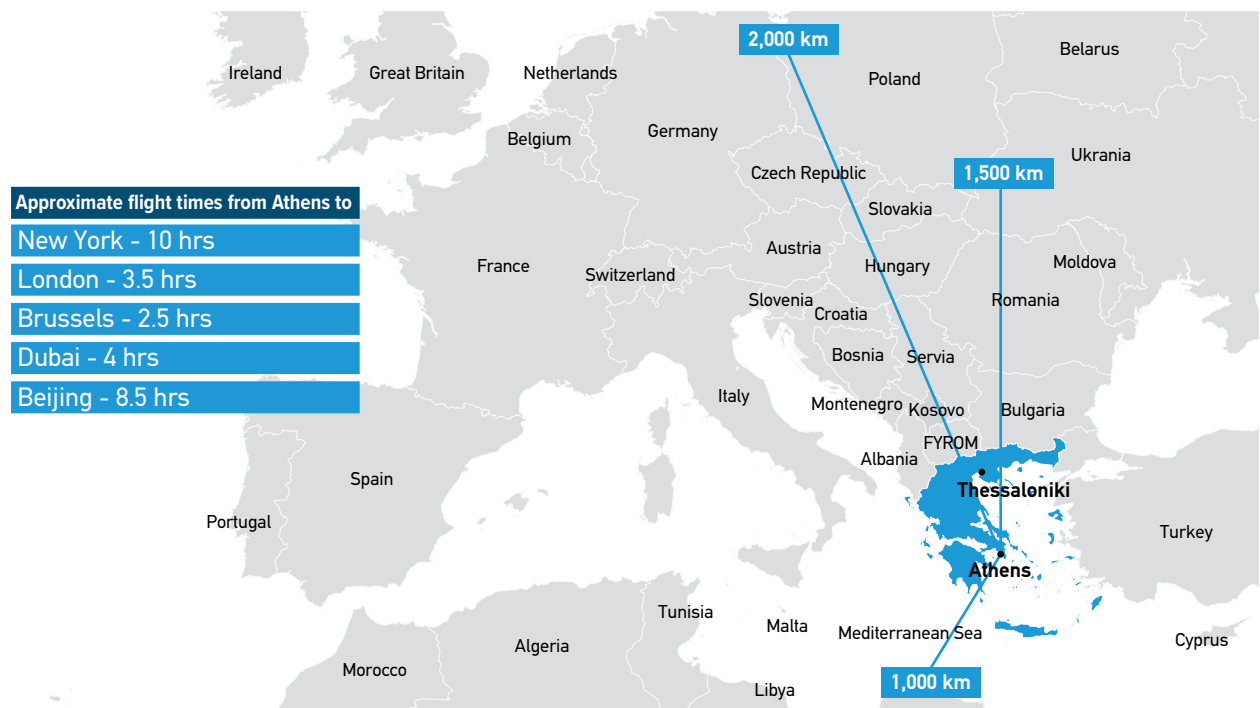 2,000 km
Belarus
Ireland
Great Britain
Netherlands
Poland
Germany
Belgium
Ukrania
Czech Republic
1,500 km
Approximate flight times from Athens to
New York - 10 hrs
London - 3.5 hrs
Brussels - 2.5 hrs
Dubai - 4 hrs
Beijing - 8.5 hrs
Slovakia
Austria
France
Switzerland
Hungary
Moldova
Slovenia
Croatia
Romania
Bosnia
Servia
Italy
Montenegro
Kosovo
Bulgaria
FYROM
Albania
Spain
Thessaloniki
Portugal
Turkey
Athens
Tunisia
Malta
Mediterranean Sea
Cyprus
Algeria
Morocco
1,000 km
Libya